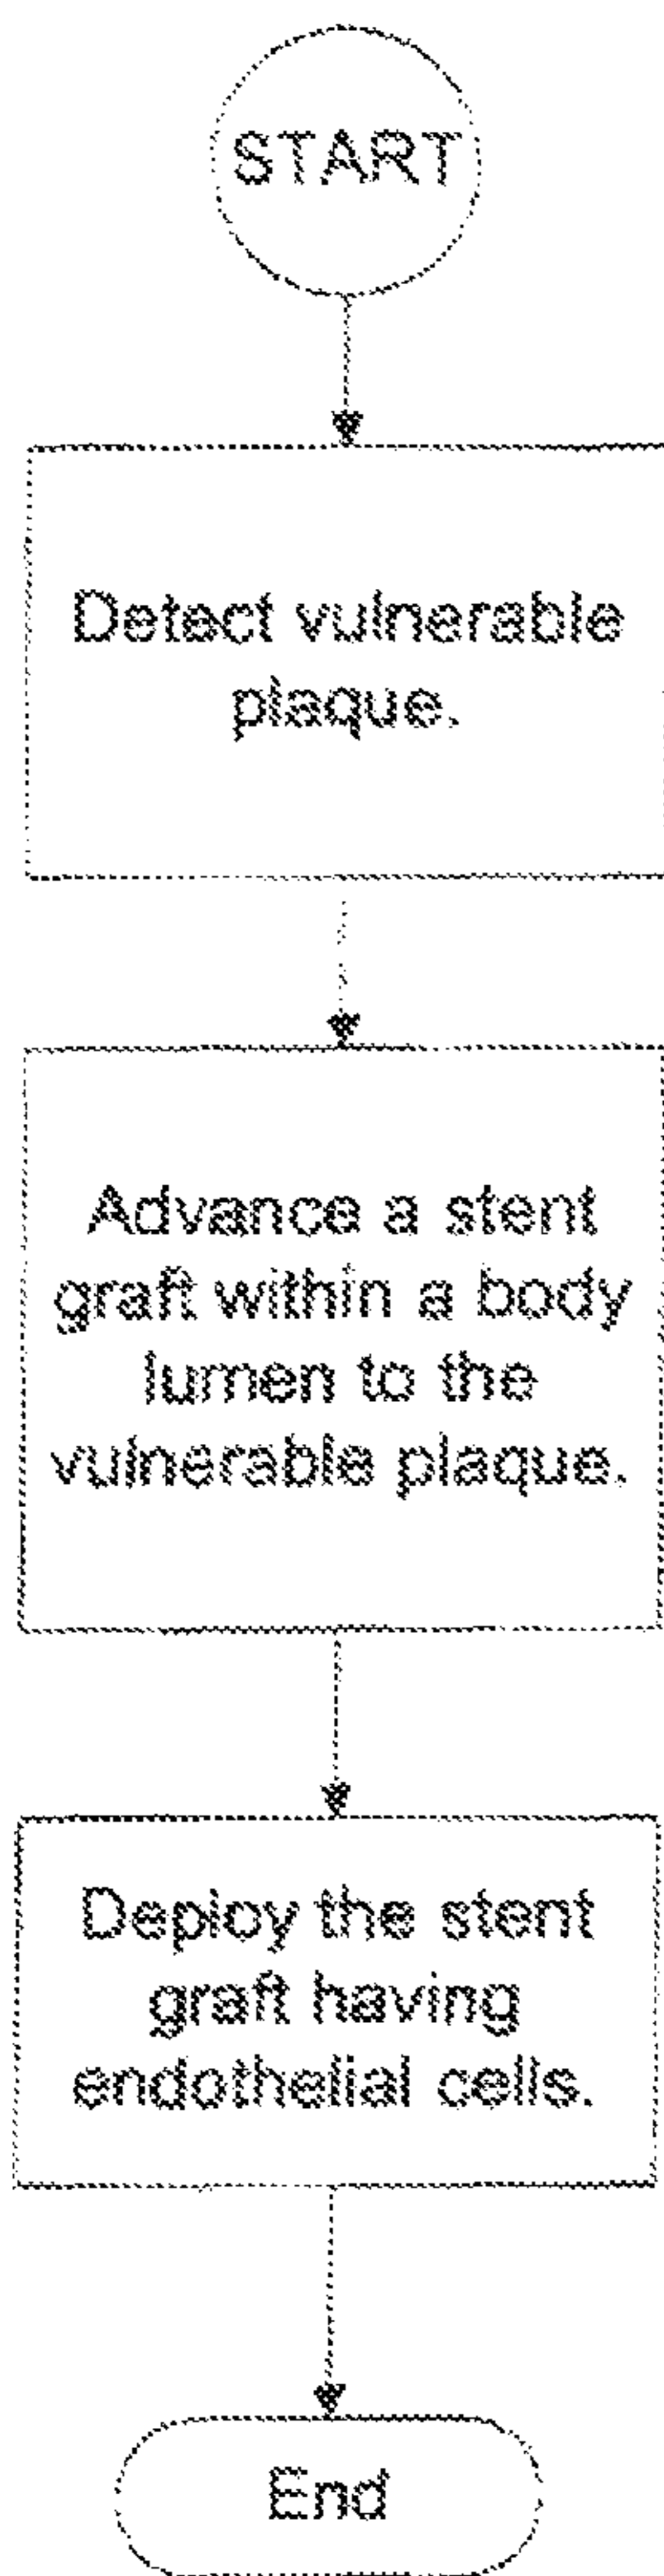 START
Detect vulnerable
plaque.
Advance a stent
graft within a body
lumen to the
vulnerable plaque.
Deploy the stent
graft having
endothelial cells.
End